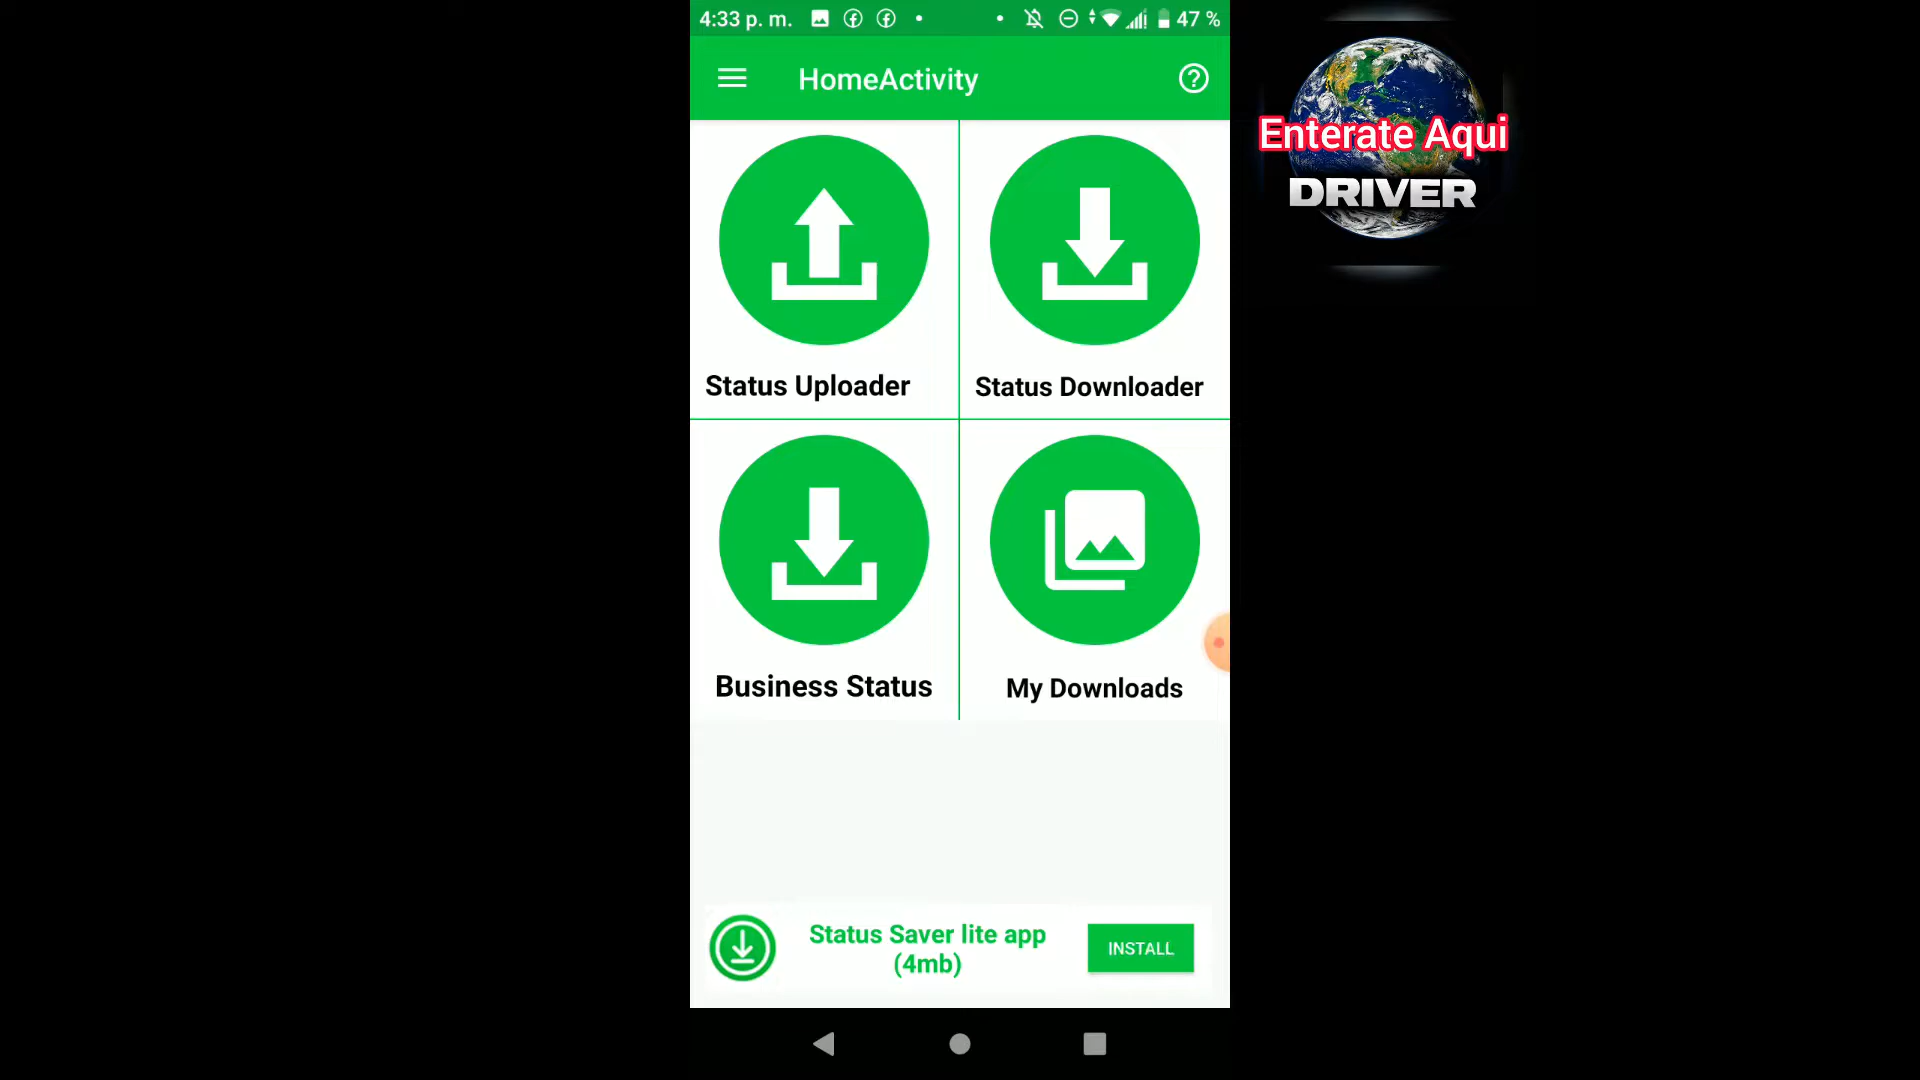 4:33 p. m.
47 %
HomeActivity
Enterate Aqui
DRIVER
Status Uploader
Status Downloader
Business Status
My Downloads
Status Saver lite app
(4mb)
INSTALL